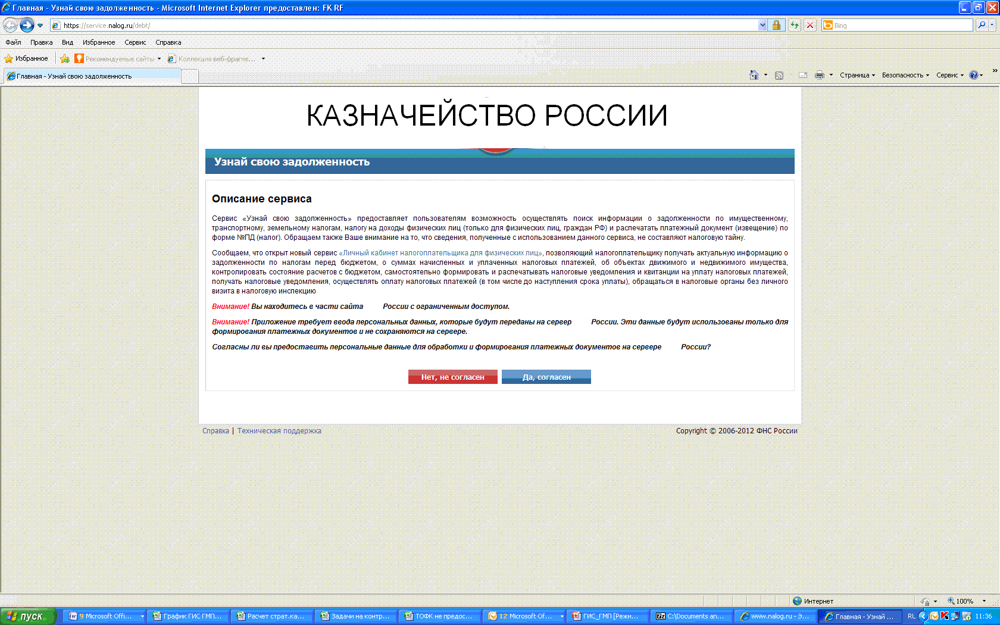 Главная - Узнай свою задолженность - Microsoft Internet Explorer предоставлен: FK RF
https://service.nalog.ru/debt/
Bing
Файл Правка Вид Избранное Сервис Справка
Избранное Рекомендуемые сайты Коллекция веб-фрагме...
Главная - Узнай свою задолженность
Страница Безопасность Сервис »
КАЗНАЧЕЙСТВО РОССИИ
Узнай свою задолженность
Описание сервиса
Сервис «Узнай свою задолженность» предоставляет пользователям возможность осуществлять поиск информации о задолженности по имущественному,
транспортному, земельному налогам, налогу на доходы физических лиц (только для физических лиц, граждан РФ) и распечатать платежный документ (извещение) по
форме №ПД (налог). Обращаем также Ваше внимание на то, что сведения, полученные с использованием данного сервиса, не составляют налоговую тайну.
Сообщаем, что открыт новый сервис «Личный кабинет налогоплательщика для физических лиц», позволяющий налогоплательщику получать актуальную информацию о
задолженности по налогам перед бюджетом, о суммах начисленных и уплаченных налоговых платежей, об объектах движимого и недвижимого имущества,
контролировать состояние расчетов с бюджетом, самостоятельно формировать и распечатывать налоговые уведомления и квитанции на уплату налоговых платежей,
получать налоговые уведомления, осуществлять оплату налоговых платежей (в том числе до наступления срока уплаты), обращаться в налоговые органы без личного
визита в налоговую инспекцию
Внимание! Вы находитесь в части сайта России с ограниченным доступом.
Внимание! Приложение требует ввода персональных данных, которые будут переданы на сервер России. Эти данные будут использованы только для
формирования платежных документов и не сохраняются на сервере.
Согласны ли вы предоставить персональные данные для обработки и формирования платежных документов на сервере России?
Нет, не согласен Да, согласен
Справка | Техническая поддержка Copyright © 2006-2012 ФНС России
Интернет 100%
пуск 9 Microsoft Offi... График ГИС ГМП... Расчет страт.ка... Задачи на контр... ТОФК не предос... 12 Microsoft Of... ГИС_ГМП [Режи... C:\Documents an... www.nalog.ru - Э... Главная - Узнай ... RL 11:36